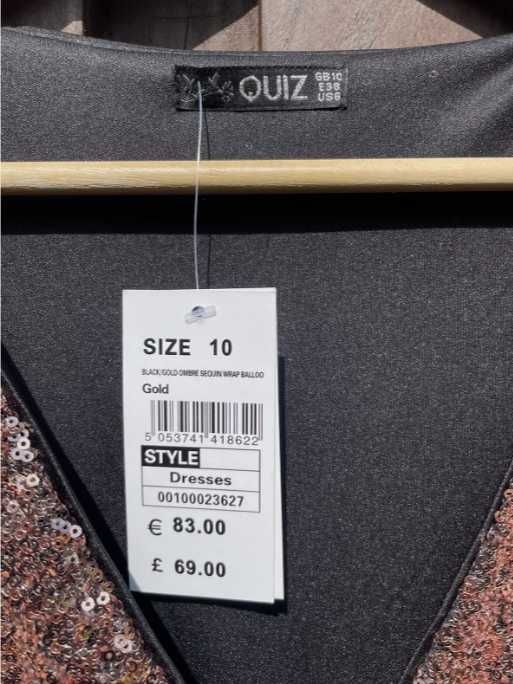 QUIZ
GB10
E38
US6
SIZE 10
BLACK/GOLD OMBRE SEQUIN WRAP BALLOO
Gold
5 053741 418622
STYLE
Dresses
00100023627
€ 83.00
£ 69.00